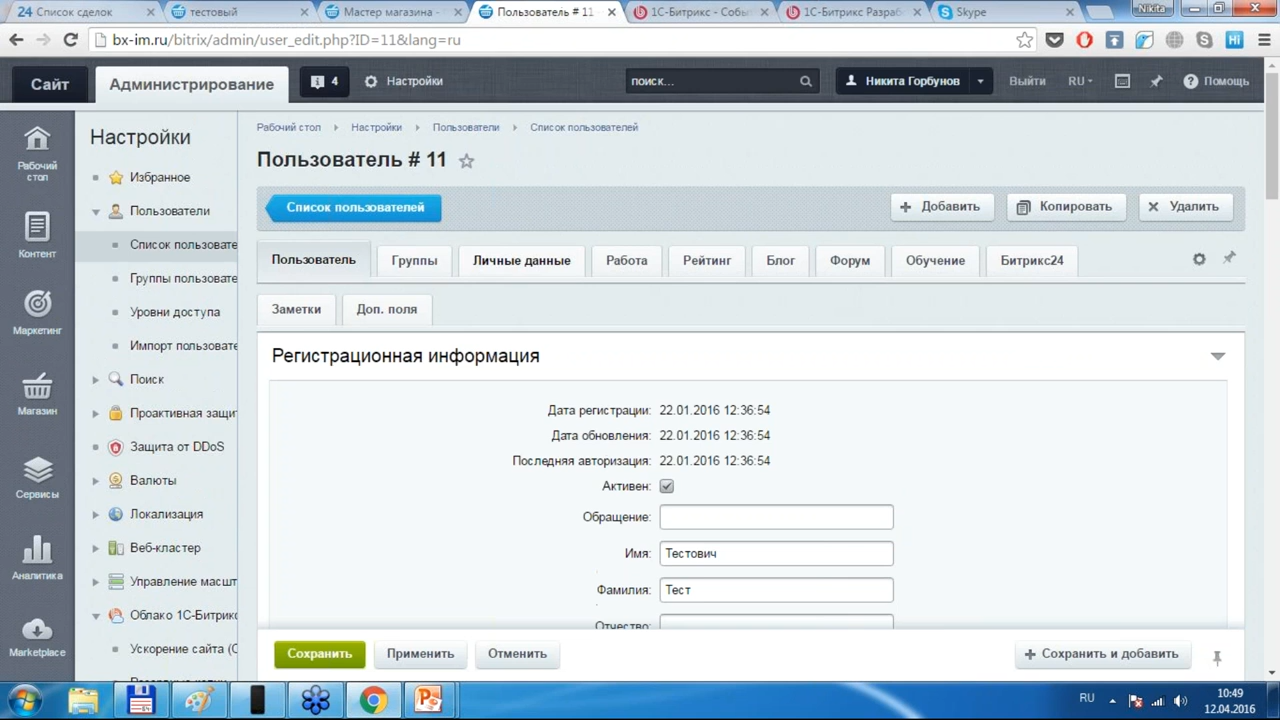 24 Список сделок
тестовый
Мастер магазина -
Пользователь # 11 -
1С-Битрикс - Собы
1С-Битрикс Разраб
Skype
Nikita
bx-im.ru/bitrix/admin/user_edit.php?ID=11&lang=ru
Сайт
Администрирование
4
Настройки
поиск...
Никита Горбунов
Выйти
RU
Помощь
Рабочий стол
Контент
Маркетинг
Магазин
Сервисы
Аналитика
Marketplace
Настройки
Избранное
Пользователи
Список пользовате
Группы пользовате
Уровни доступа
Импорт пользовате
Поиск
Проактивная защи
Защита от DDoS
Валюты
Локализация
Веб-кластер
Управление масшт
Облако 1С-Битрикс
Ускорение сайта (C
Рабочий стол
Настройки
Пользователи
Список пользователей
Пользователь # 11
Список пользователей
Добавить
Копировать
Удалить
Пользователь
Группы
Личные данные
Работа
Рейтинг
Блог
Форум
Обучение
Битрикс24
Заметки
Доп. поля
Регистрационная информация
Дата регистрации: 22.01.2016 12:36:54
Дата обновления: 22.01.2016 12:36:54
Последняя авторизация: 22.01.2016 12:36:54
Активен:
Обращение:
Имя: Тестович
Фамилия: Тест
Отчество:
Сохранить
Применить
Отменить
Сохранить и добавить
RU
10:49
12.04.2016